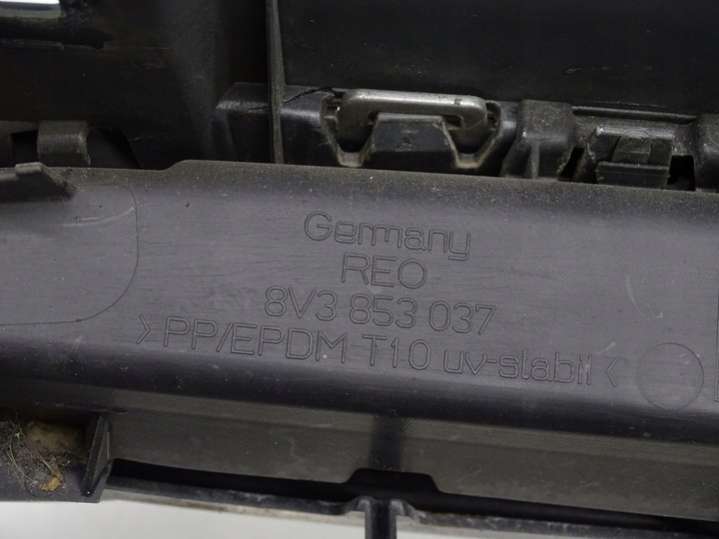 Germany
REO
8V3 853 037
>PP/EPDM T10 uv-stabil<